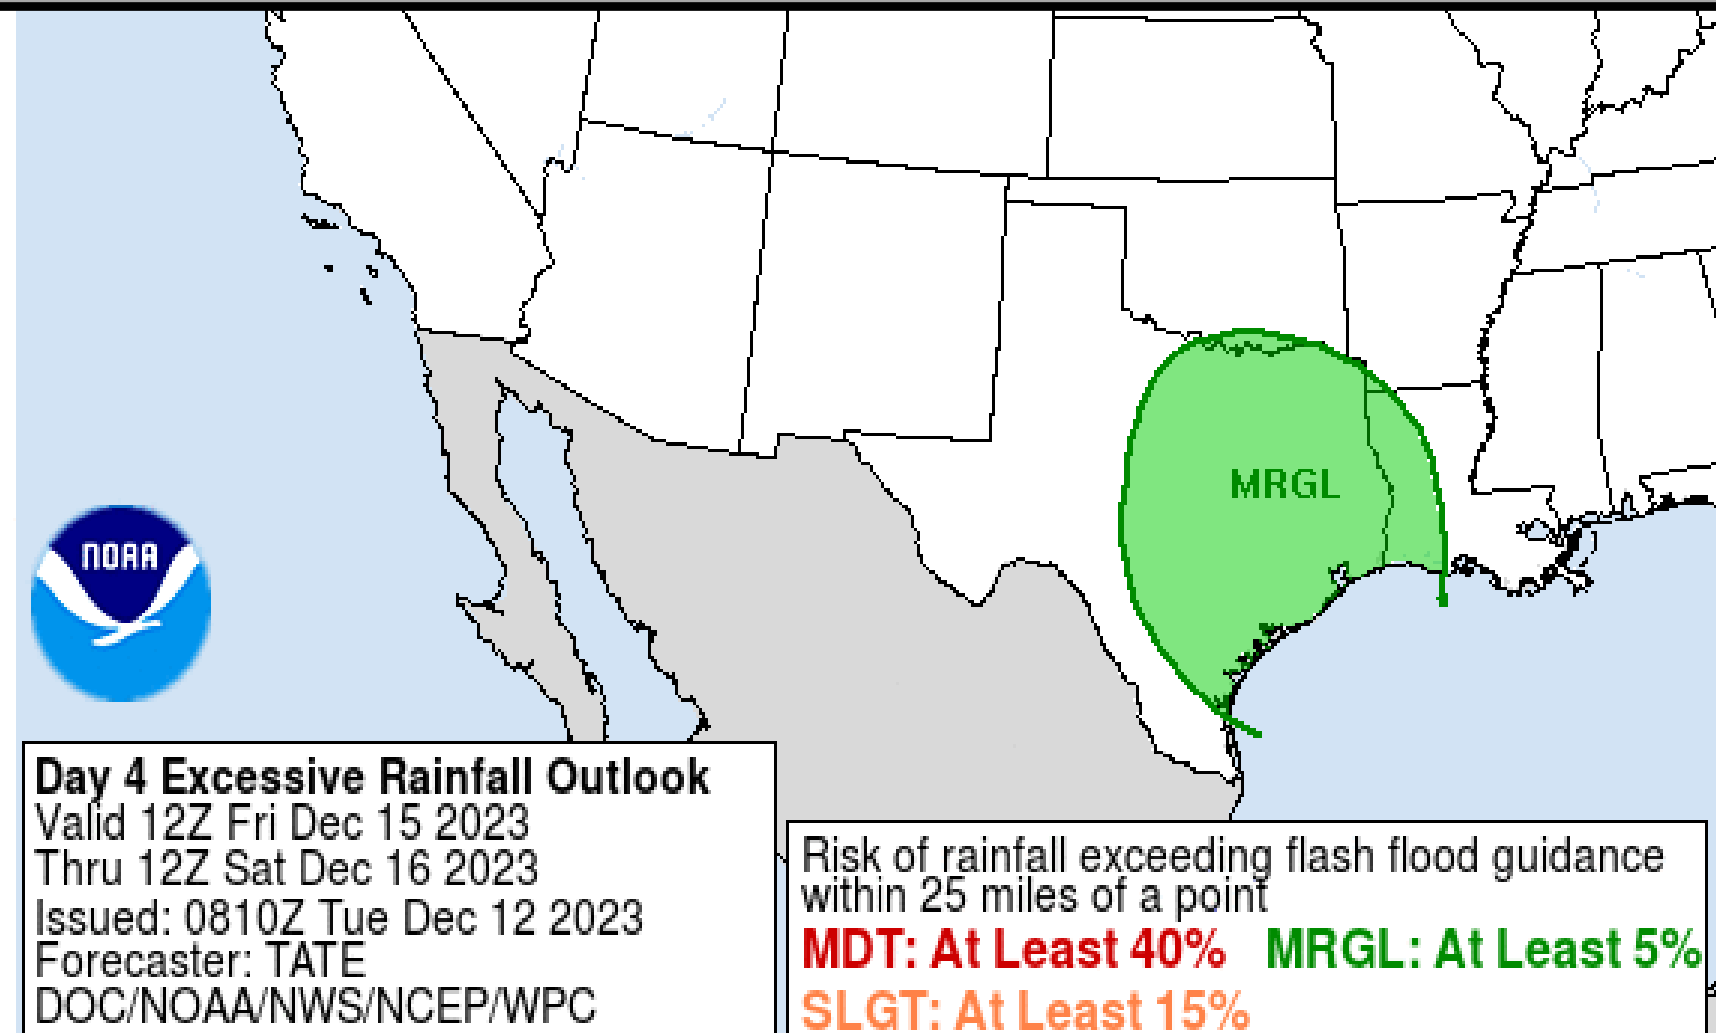 MRGL
NOAA
Day 4 Excessive Rainfall Outlook
Valid 12Z Fri Dec 15 2023
Thru 12Z Sat Dec 16 2023
Issued: 0810Z Tue Dec 12 2023
Forecaster: TATE
DOC/NOAA/NWS/NCEP/WPC
Risk of rainfall exceeding flash flood guidance
within 25 miles of a point
MDT: At Least 40% MRGL: At Least 5%
SLGT: At Least 15%